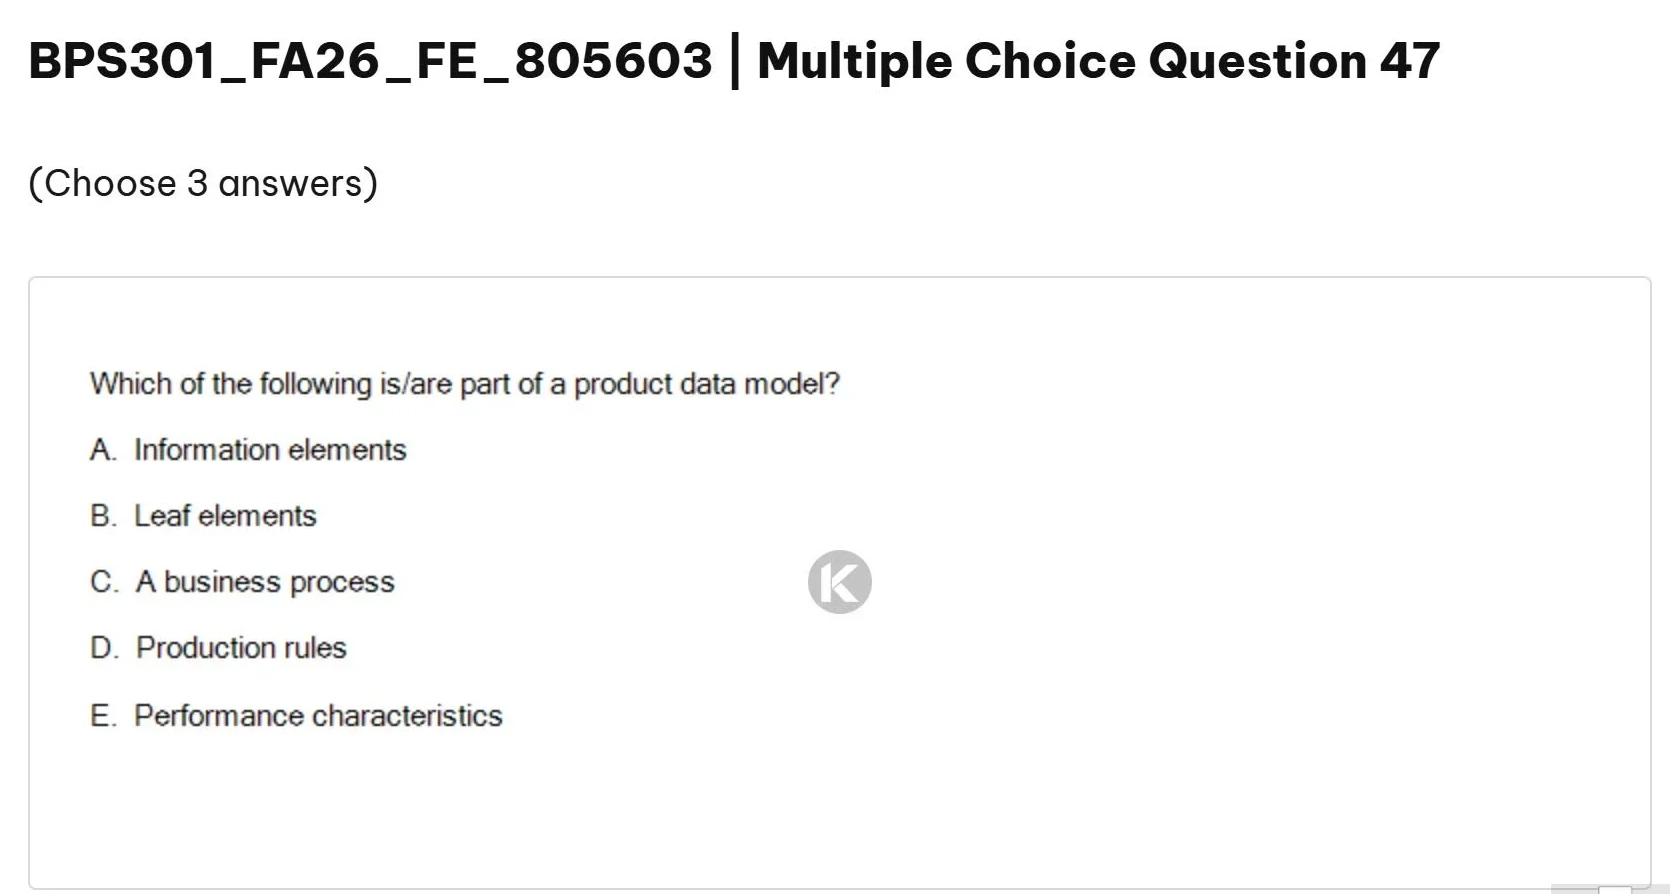 BPS301_FA26_FE_805603 | Multiple Choice Question 47
(Choose 3 answers)
Which of the following is/are part of a product data model?
A. Information elements
B. Leaf elements
C. A business process
K
D. Production rules
E. Performance characteristics